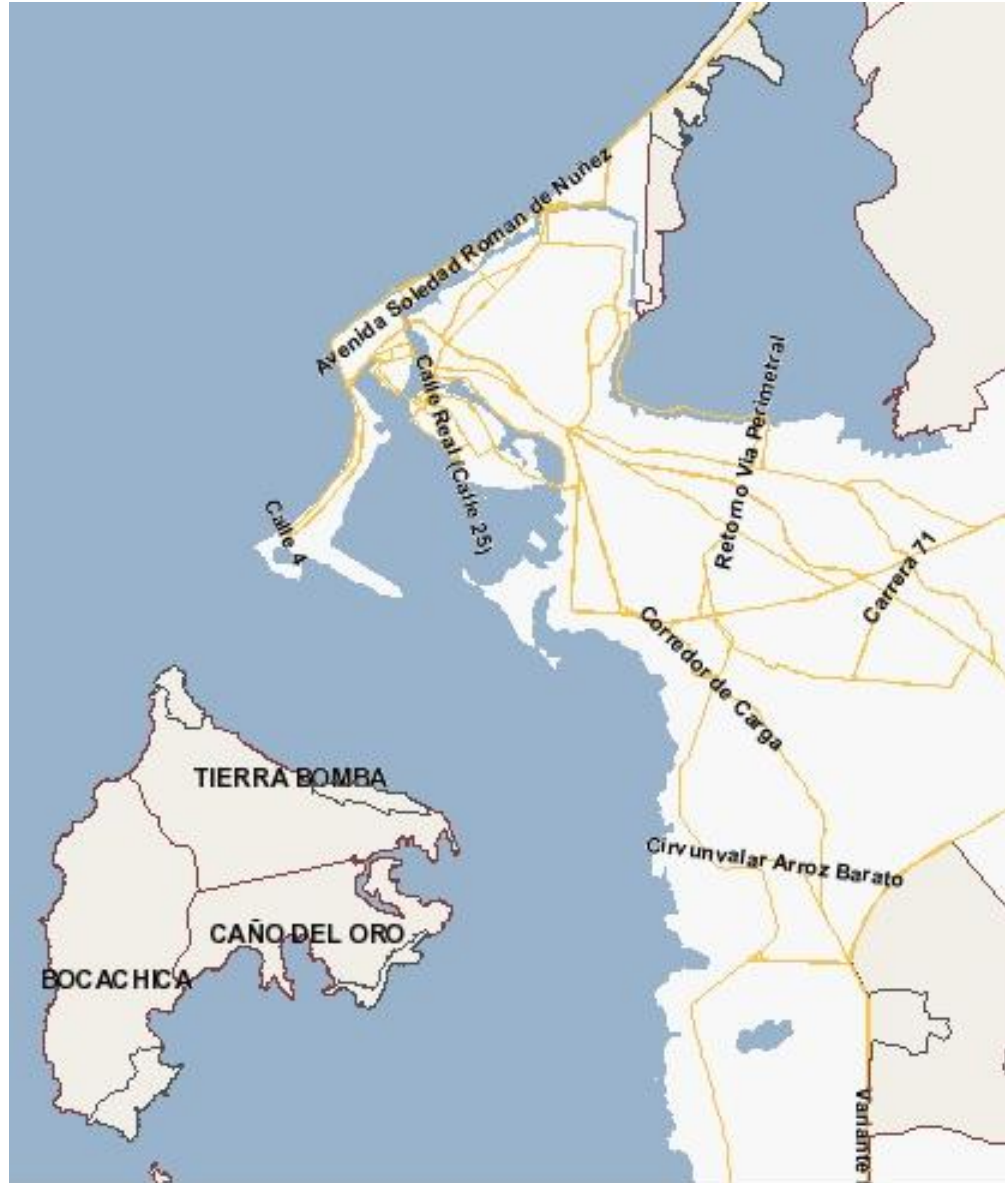 Avenida Soledad Roman de Nuñez
Calle Real (Calle 25)
Retorno Via Perimetral
Calle 4
Carrera 71
Corredor de Carga
TIERRA BOMBA
Cirvunvalar Arroz Barato
CAÑO DEL ORO
BOCACHICA
Variante